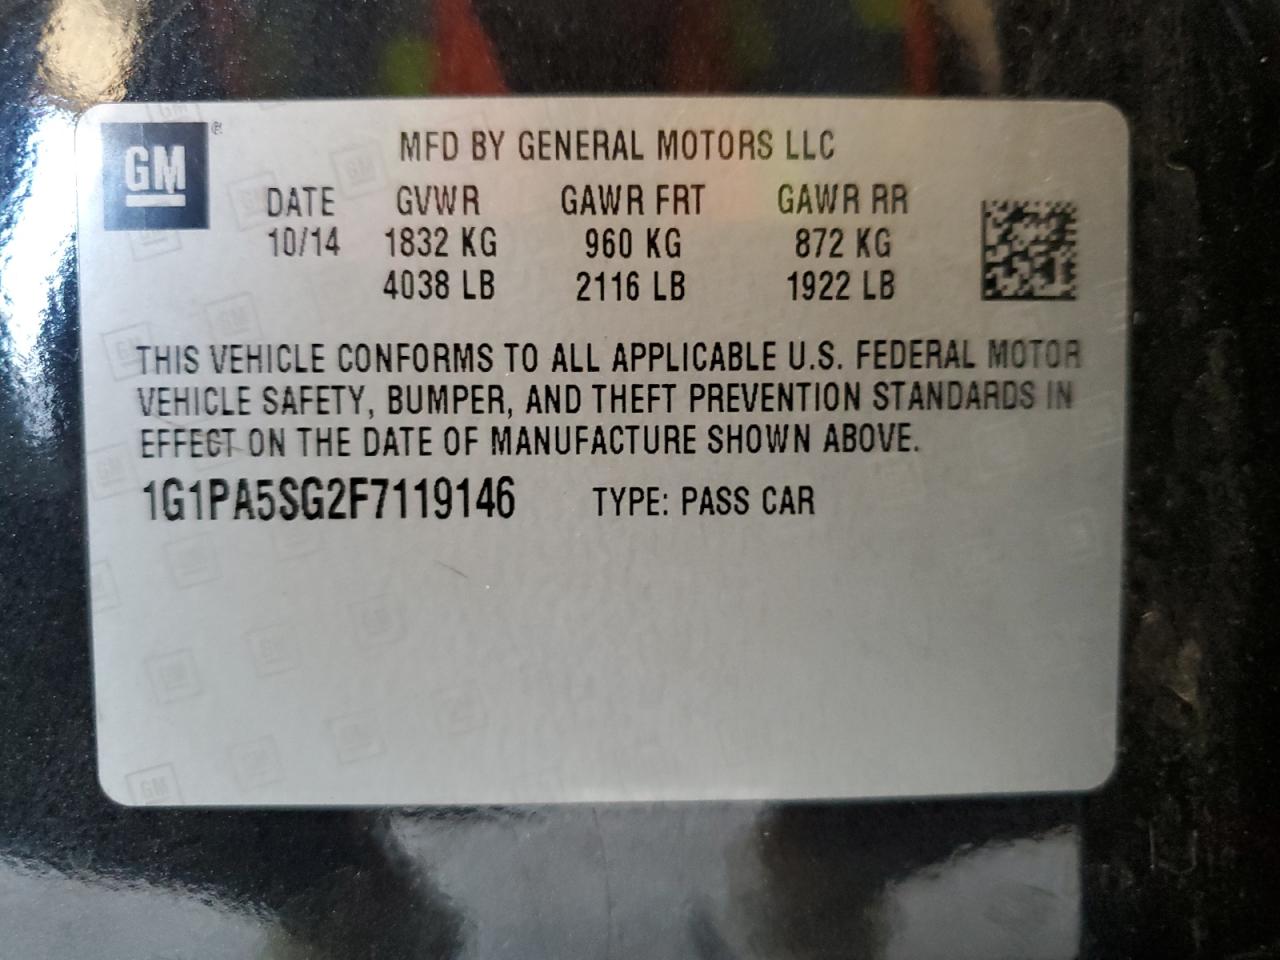 GM®
MFD BY GENERAL MOTORS LLC
DATE GVWR GAWR FRT GAWR RR
10/14 1832 KG 960 KG 872 KG
4038 LB 2116 LB 1922 LB
THIS VEHICLE CONFORMS TO ALL APPLICABLE U.S. FEDERAL MOTOR
VEHICLE SAFETY, BUMPER, AND THEFT PREVENTION STANDARDS IN
EFFECT ON THE DATE OF MANUFACTURE SHOWN ABOVE.
1G1PA5SG2F7119146 TYPE: PASS CAR